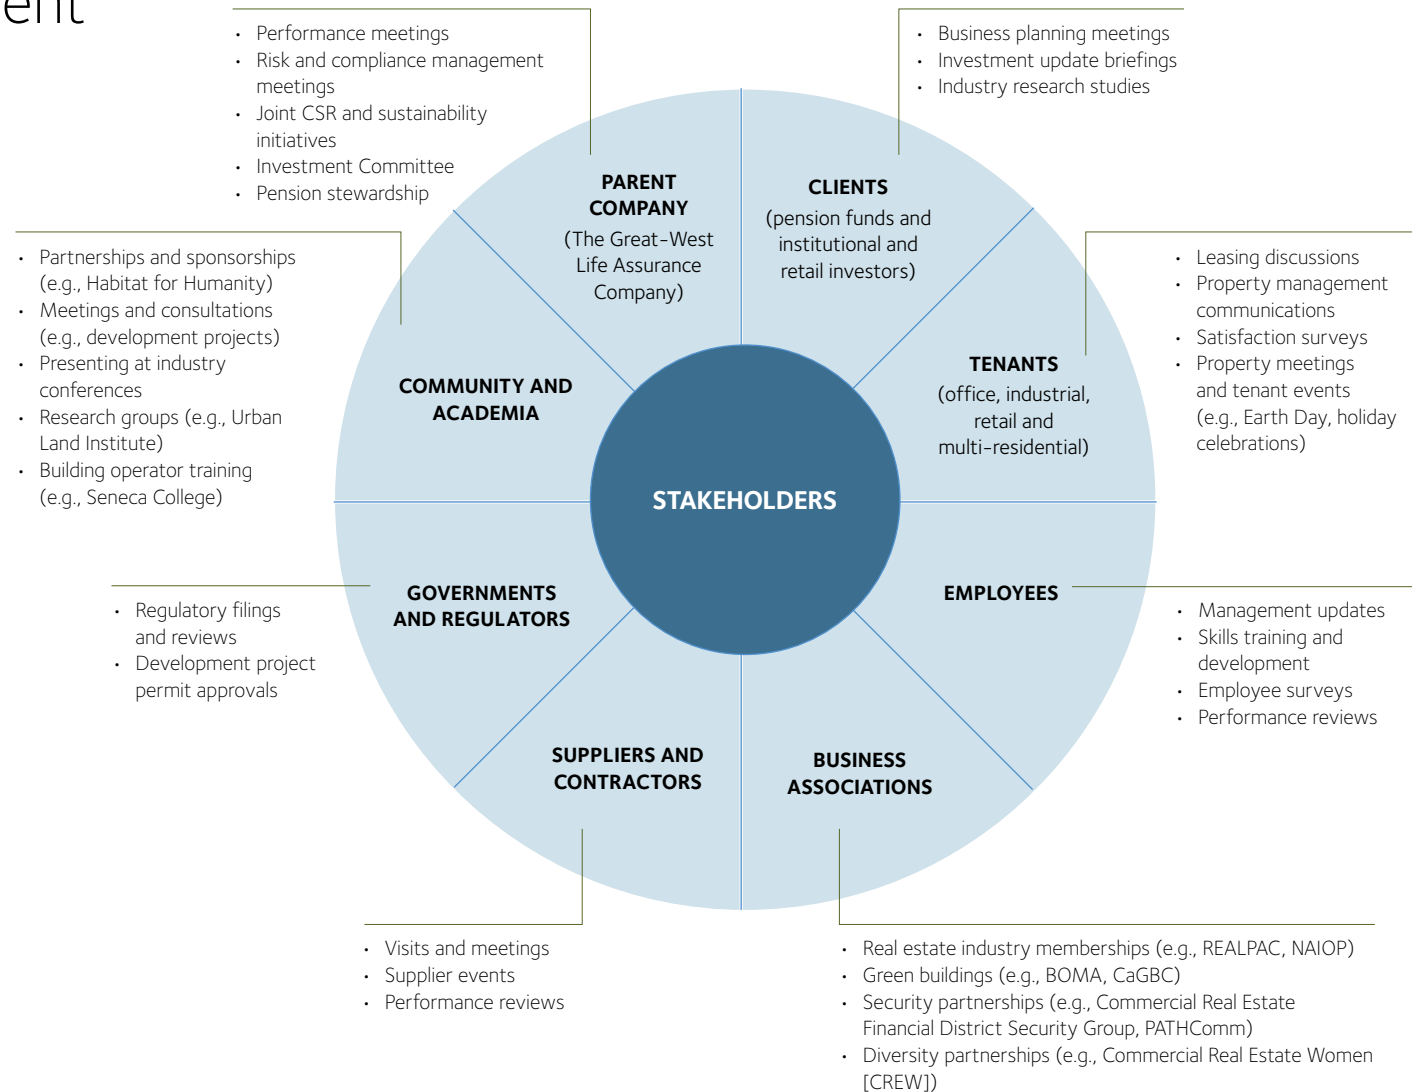 ent
• Performance meetings
• Risk and compliance management
meetings
• Joint CSR and sustainability
initiatives
• Investment Committee
• Pension stewardship
• Business planning meetings
• Investment update briefings
• Industry research studies
PARENT
COMPANY
(The Great-West
Life Assurance
Company)
CLIENTS
(pension funds and
institutional and
retail investors)
• Partnerships and sponsorships
(e.g., Habitat for Humanity)
• Meetings and consultations
(e.g., development projects)
• Presenting at industry
conferences
• Research groups (e.g., Urban
Land Institute)
• Building operator training
(e.g., Seneca College)
COMMUNITY AND
ACADEMIA
TENANTS
(office, industrial,
retail and
multi-residential)
• Leasing discussions
• Property management
communications
• Satisfaction surveys
• Property meetings
and tenant events
(e.g., Earth Day, holiday
celebrations)
STAKEHOLDERS
• Regulatory filings
and reviews
• Development project
permit approvals
GOVERNMENTS
AND REGULATORS
EMPLOYEES
• Management updates
• Skills training and
development
• Employee surveys
• Performance reviews
SUPPLIERS AND
CONTRACTORS
BUSINESS
ASSOCIATIONS
• Visits and meetings
• Supplier events
• Performance reviews
• Real estate industry memberships (e.g., REALPAC, NAIOP)
• Green buildings (e.g., BOMA, CaGBC)
• Security partnerships (e.g., Commercial Real Estate
Financial District Security Group, PATHComm)
• Diversity partnerships (e.g., Commercial Real Estate Women
[CREW])